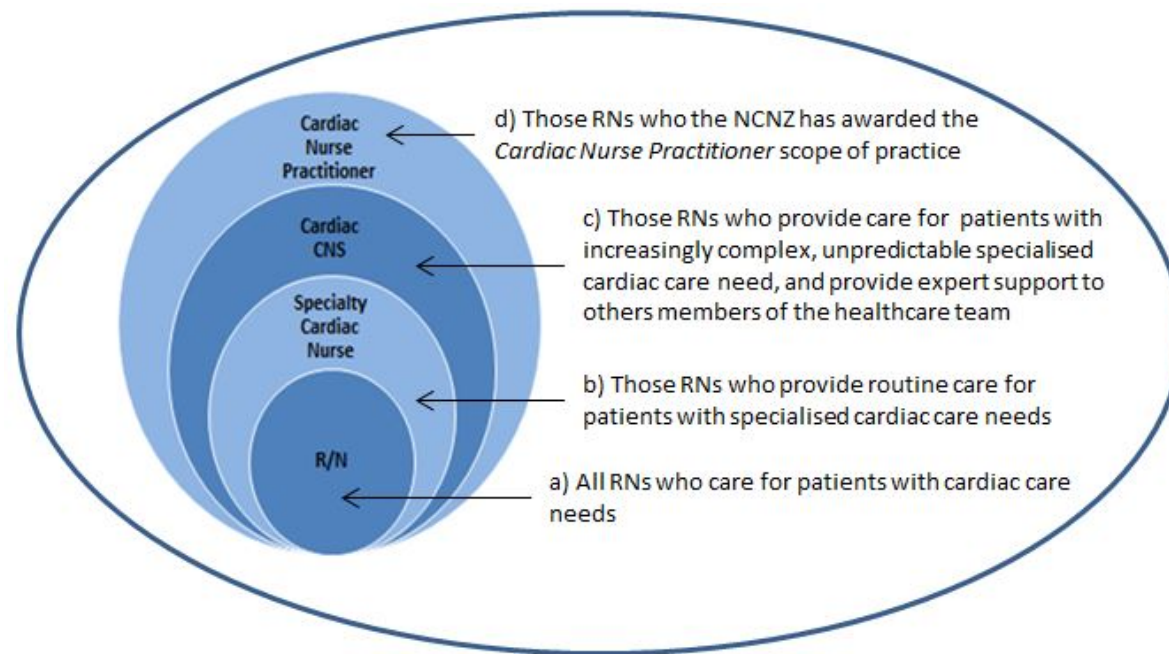 Cardiac
Nurse
Practitioner
d) Those RNs who the NCNZ has awarded the
Cardiac Nurse Practitioner scope of practice
Cardiac
CNS
c) Those RNs who provide care for patients with
increasingly complex, unpredictable specialised
cardiac care need, and provide expert support to
others members of the healthcare team
Specialty
Cardiac
Nurse
b) Those RNs who provide routine care for
patients with specialised cardiac care needs
R/N
a) All RNs who care for patients with cardiac care
needs